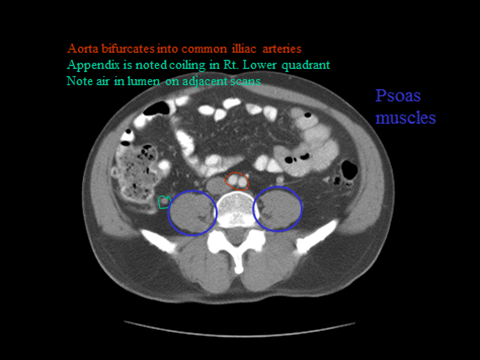 Aorta bifurcates into common illiac arteries
Appendix is noted coiling in Rt. Lower quadrant
Note air in lumen on adjacent scans.
Psoas
muscles